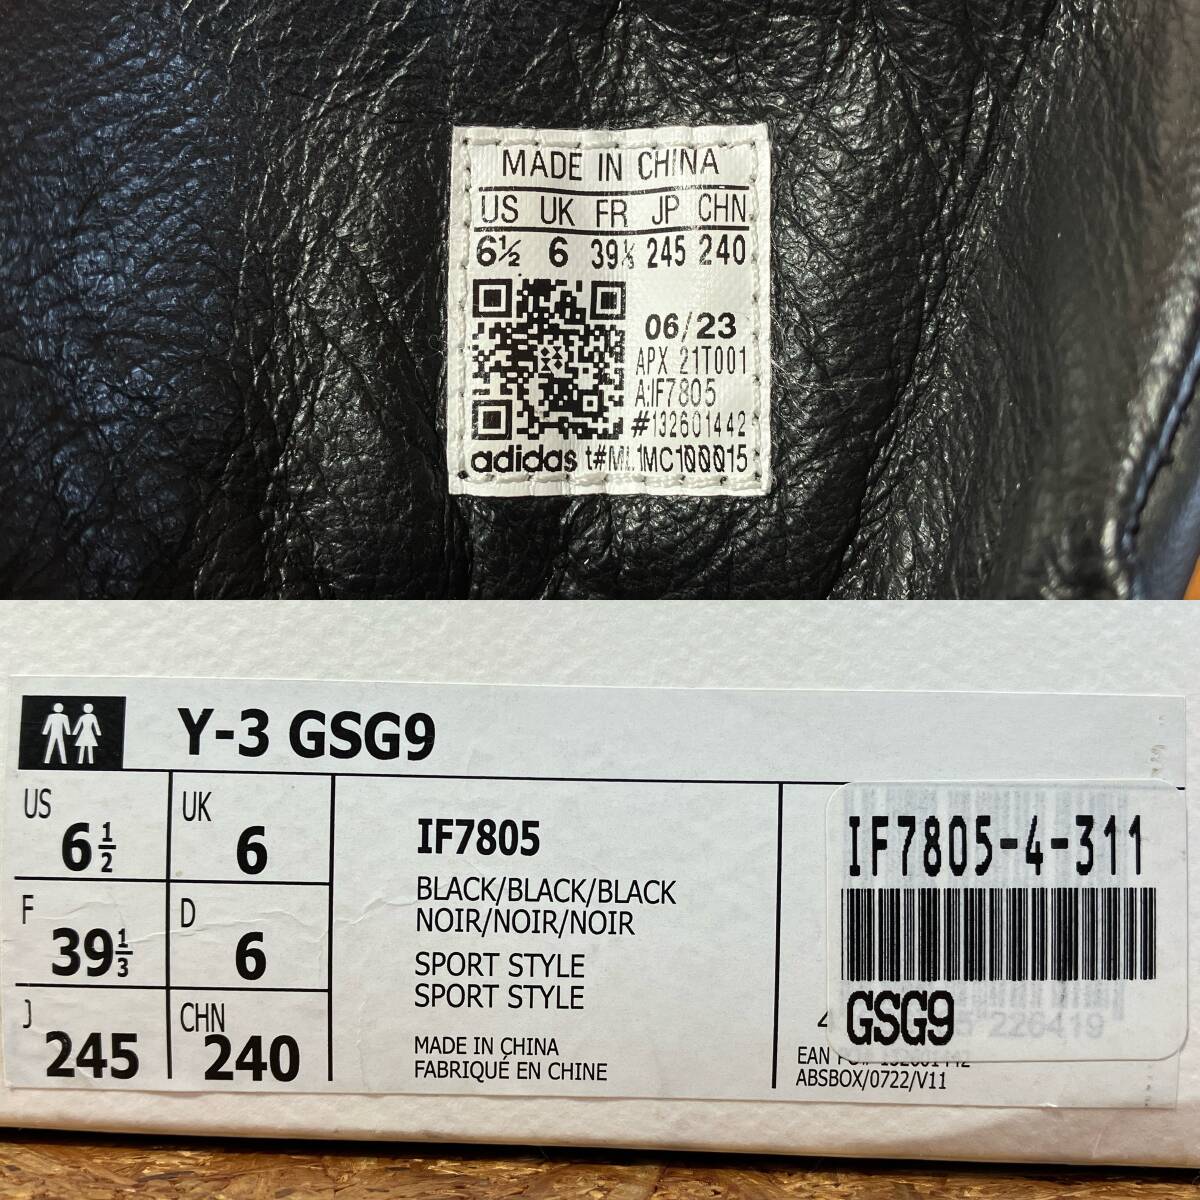 MADE IN CHINA
US UK FR JP CHN
6½ 6 39⅓ 245 240
06/23
APX 21T001
A:IF7805
#132601442
adidas t#ML1MC100015
Y-3 GSG9
US
6½
UK
6
F
39⅓
D
6
J
245
CHN
240
IF7805
BLACK/BLACK/BLACK
NOIR/NOIR/NOIR
SPORT STYLE
SPORT STYLE
MADE IN CHINA
FABRIQUÉ EN CHINE
IF7805-4-311
GSG9
226419
EAN
ABSBOX/0722/V11